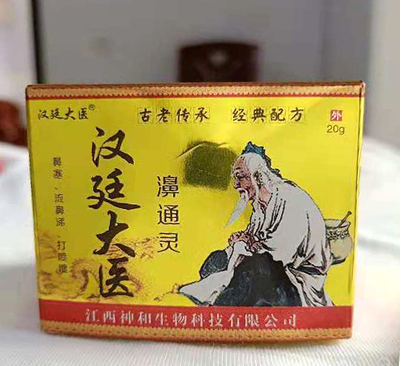 汉廷大医®
古老传承 经典配方
外
20g
汉廷大医
濞通灵
鼻塞、流鼻涕、打喷嚏
江西神和生物科技有限公司